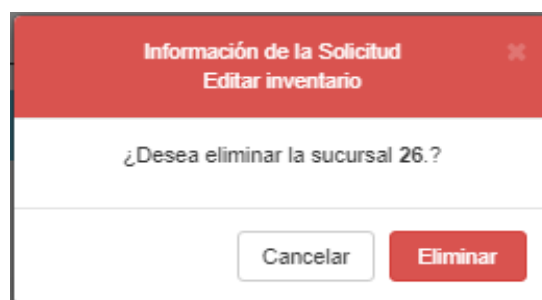 Información de la Solicitud
Editar inventario
¿Desea eliminar la sucursal 26.?
Cancelar
Eliminar